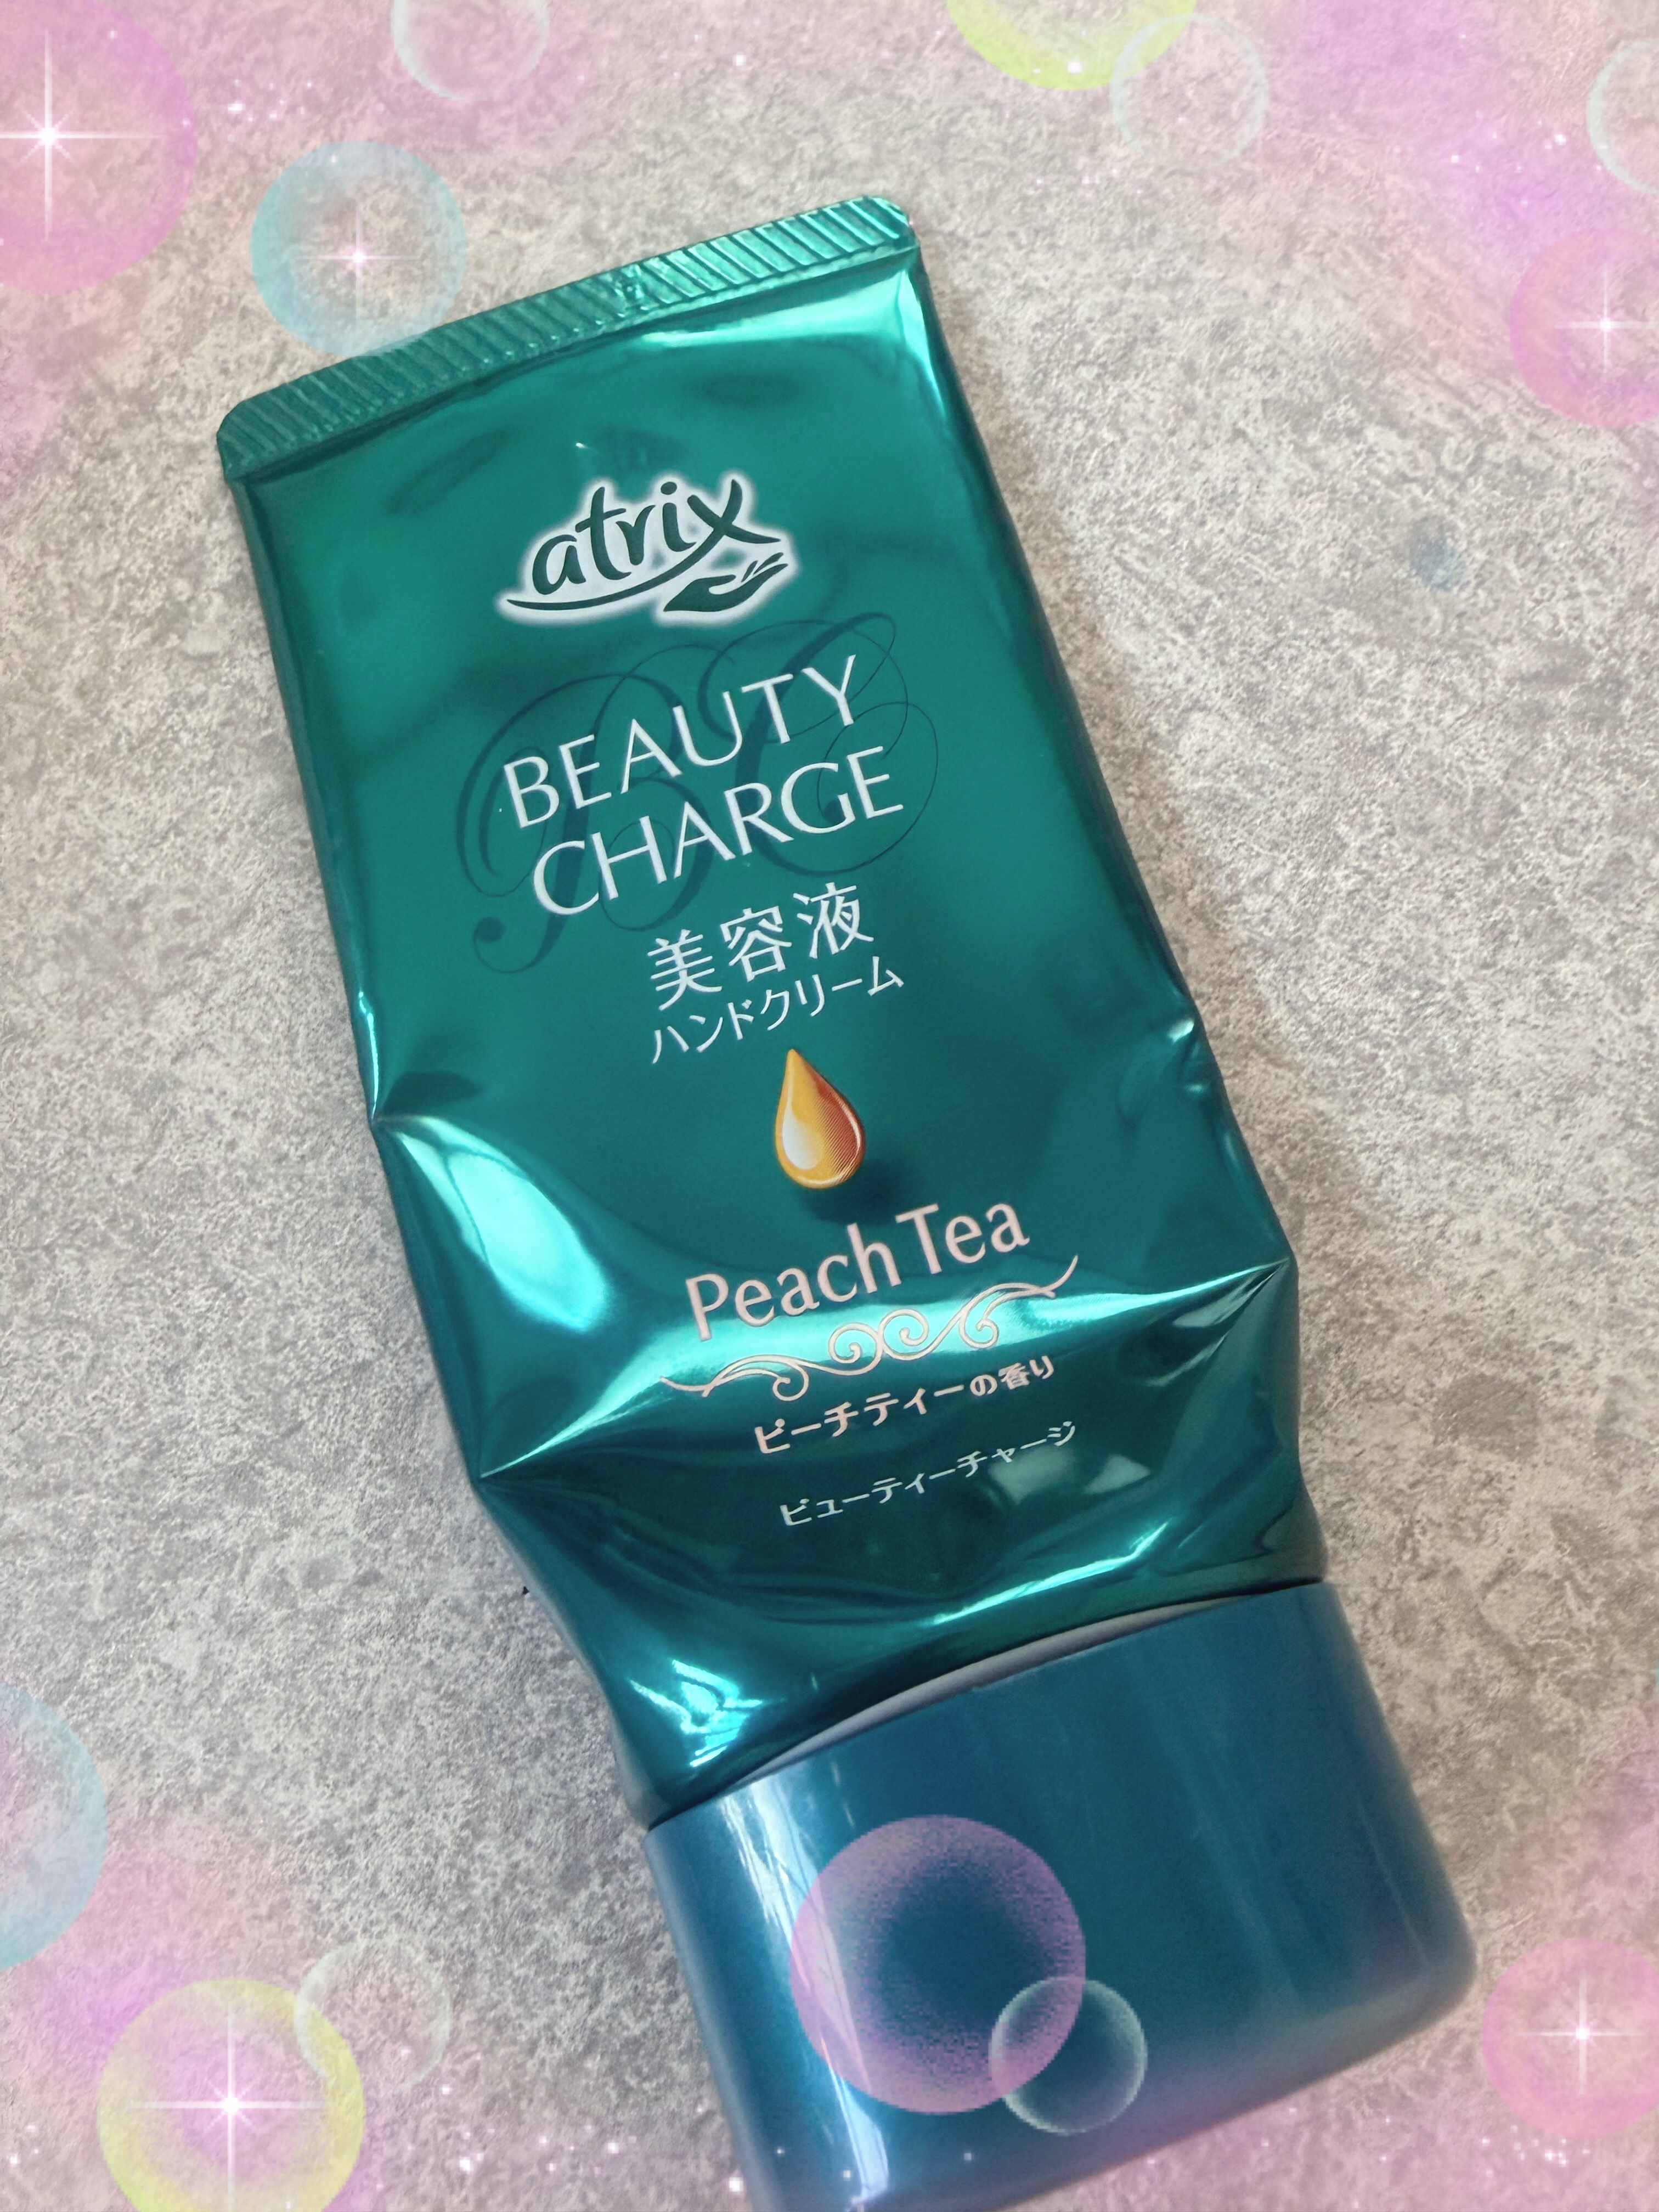 atrix
BEAUTY
CHARGE
美容液
ハンドクリーム
Peach Tea
ピーチティーの香り
ビューティーチャージ